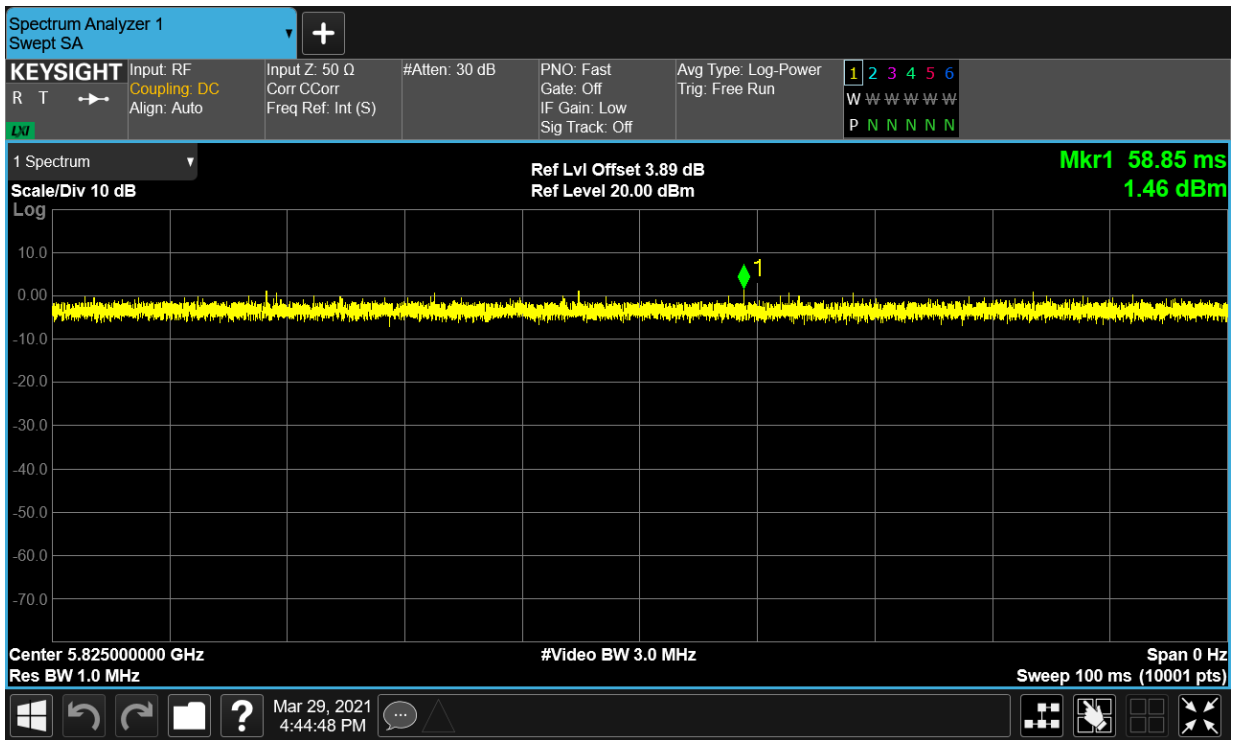 Spectrum Analyzer 1
Swept SA
KEYSIGHT
R T
LXI
Input: RF
Coupling: DC
Align: Auto
Input Z: 50 Ω
Corr CCorr
Freq Ref: Int (S)
#Atten: 30 dB
PNO: Fast
Gate: Off
IF Gain: Low
Sig Track: Off
Avg Type: Log-Power
Trig: Free Run
1 2 3 4 5 6
W W W W W W
P N N N N N
1 Spectrum
Scale/Div 10 dB
Log
Ref Lvl Offset 3.89 dB
Ref Level 20.00 dBm
Mkr1 58.85 ms
1.46 dBm
10.0
1
0.00
-10.0
-20.0
-30.0
-40.0
-50.0
-60.0
-70.0
Center 5.825000000 GHz
#Video BW 3.0 MHz
Span 0 Hz
Res BW 1.0 MHz
Sweep 100 ms (10001 pts)
?
Mar 29, 2021
4:44:48 PM